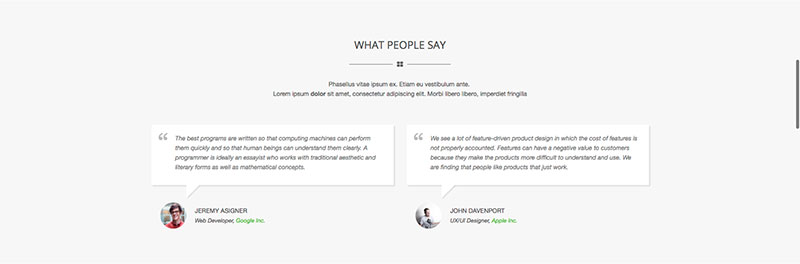 WHAT PEOPLE SAY
Phasellus vitae ipsum ex. Etiam eu vestibulum ante.
Lorem ipsum dolor sit amet, consectetur adipiscing elit. Morbi libero libero, imperdiet fringilla
The best programs are written so that computing machines can perform
them quickly and so that human beings can understand them clearly. A
programmer is ideally an essayist who works with traditional aesthetic and
literary forms as well as mathematical concepts.
JEREMY ASIGNER
Web Developer, Google Inc.
We see a lot of feature-driven product design in which the cost of features is
not properly accounted. Features can have a negative value to customers
because they make the products more difficult to understand and use. We
are finding that people like products that just work.
JOHN DAVENPORT
UX/UI Designer, Apple Inc.